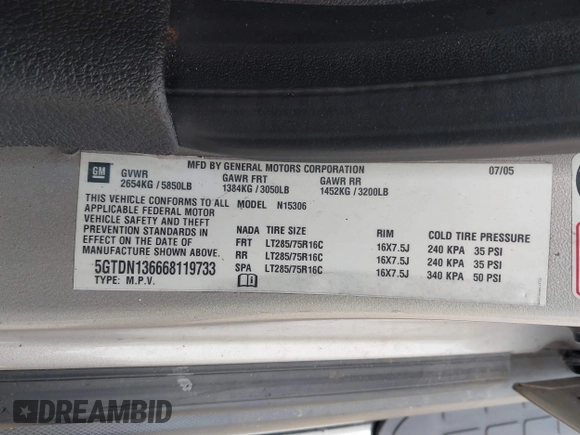 MFD BY GENERAL MOTORS CORPORATION 07/05
GM GVWR GAWR FRT GAWR RR
2654KG / 5850LB 1384KG / 3050LB 1452KG / 3200LB
THIS VEHICLE CONFORMS TO ALL MODEL N15306
APPLICABLE FEDERAL MOTOR
VEHICLE SAFETY AND THEFT
PREVENTION STANDARDS
IN EFFECT ON THE DATE OF
MANUFACTURE SHOWN ABOVE.
5GTDN136668119733
TYPE: M.P.V.
NADA TIRE SIZE RIM COLD TIRE PRESSURE
FRT LT285/75R16C 16X7.5J 240 KPA 35 PSI
RR LT285/75R16C 16X7.5J 240 KPA 35 PSI
SPA LT285/75R16C 16X7.5J 340 KPA 50 PSI
DREAMBID